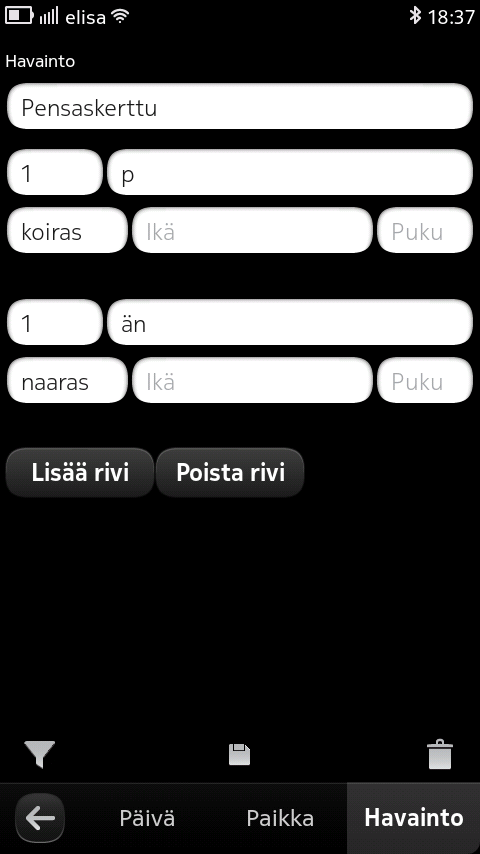 elisa 18:37
Havainto
Pensaskerttu
1 p
koiras Ikä Puku
1 än
naaras Ikä Puku
Lisää rivi Poista rivi
Päivä Paikka Havainto